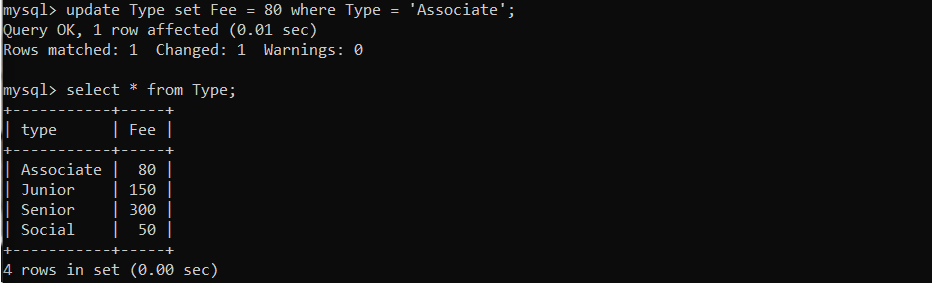 mysql> update Type set Fee = 80 where Type = 'Associate';
Query OK, 1 row affected (0.01 sec)
Rows matched: 1  Changed: 1  Warnings: 0

mysql> select * from Type;
+-----------+-----+
| type      | Fee |
+-----------+-----+
| Associate |  80 |
| Junior    | 150 |
| Senior    | 300 |
| Social    |  50 |
+-----------+-----+
4 rows in set (0.00 sec)